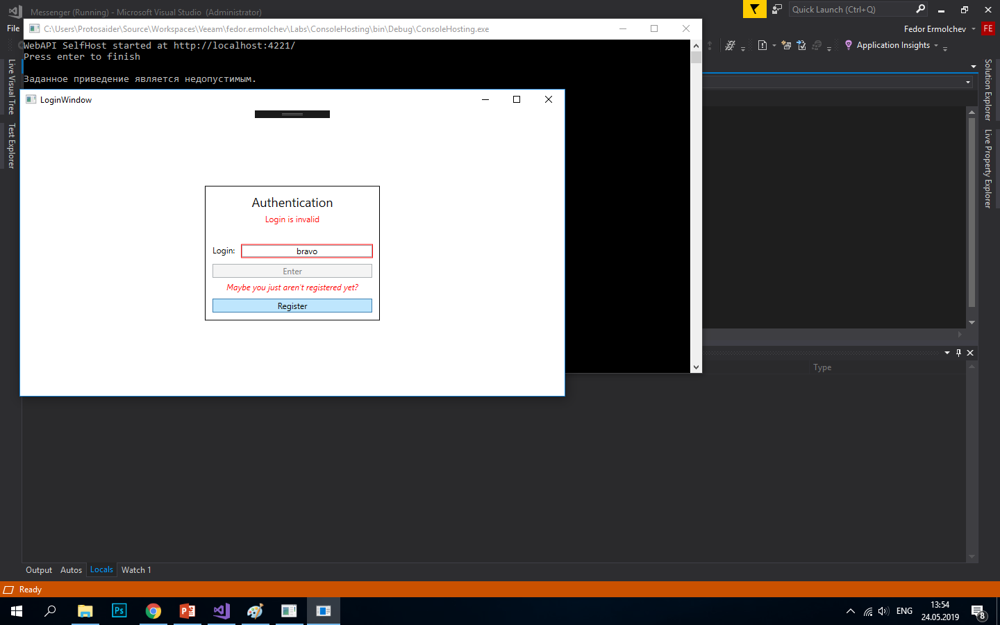 Messenger (Running) - Microsoft Visual Studio (Administrator)
Quick Launch (Ctrl+Q)
File
C:\Users\Protosaider\Source\Workspaces\Veeam\fedor.ermolchev\Labs\ConsoleHosting\bin\Debug\ConsoleHosting.exe
Fedor Ermolchev
FE
WebAPI SelfHost started at http://localhost:4221/
Press enter to finish
Заданное приведение является недопустимым.
Application Insights
Live Visual Tree
Test Explorer
Solution Explorer
Live Property Explorer
LoginWindow
Authentication
Login is invalid
Login:
bravo
Enter
Maybe you just aren't registered yet?
Register
Type
Output
Autos
Locals
Watch 1
Ready
Ps
ENG
13:54
24.05.2019
8